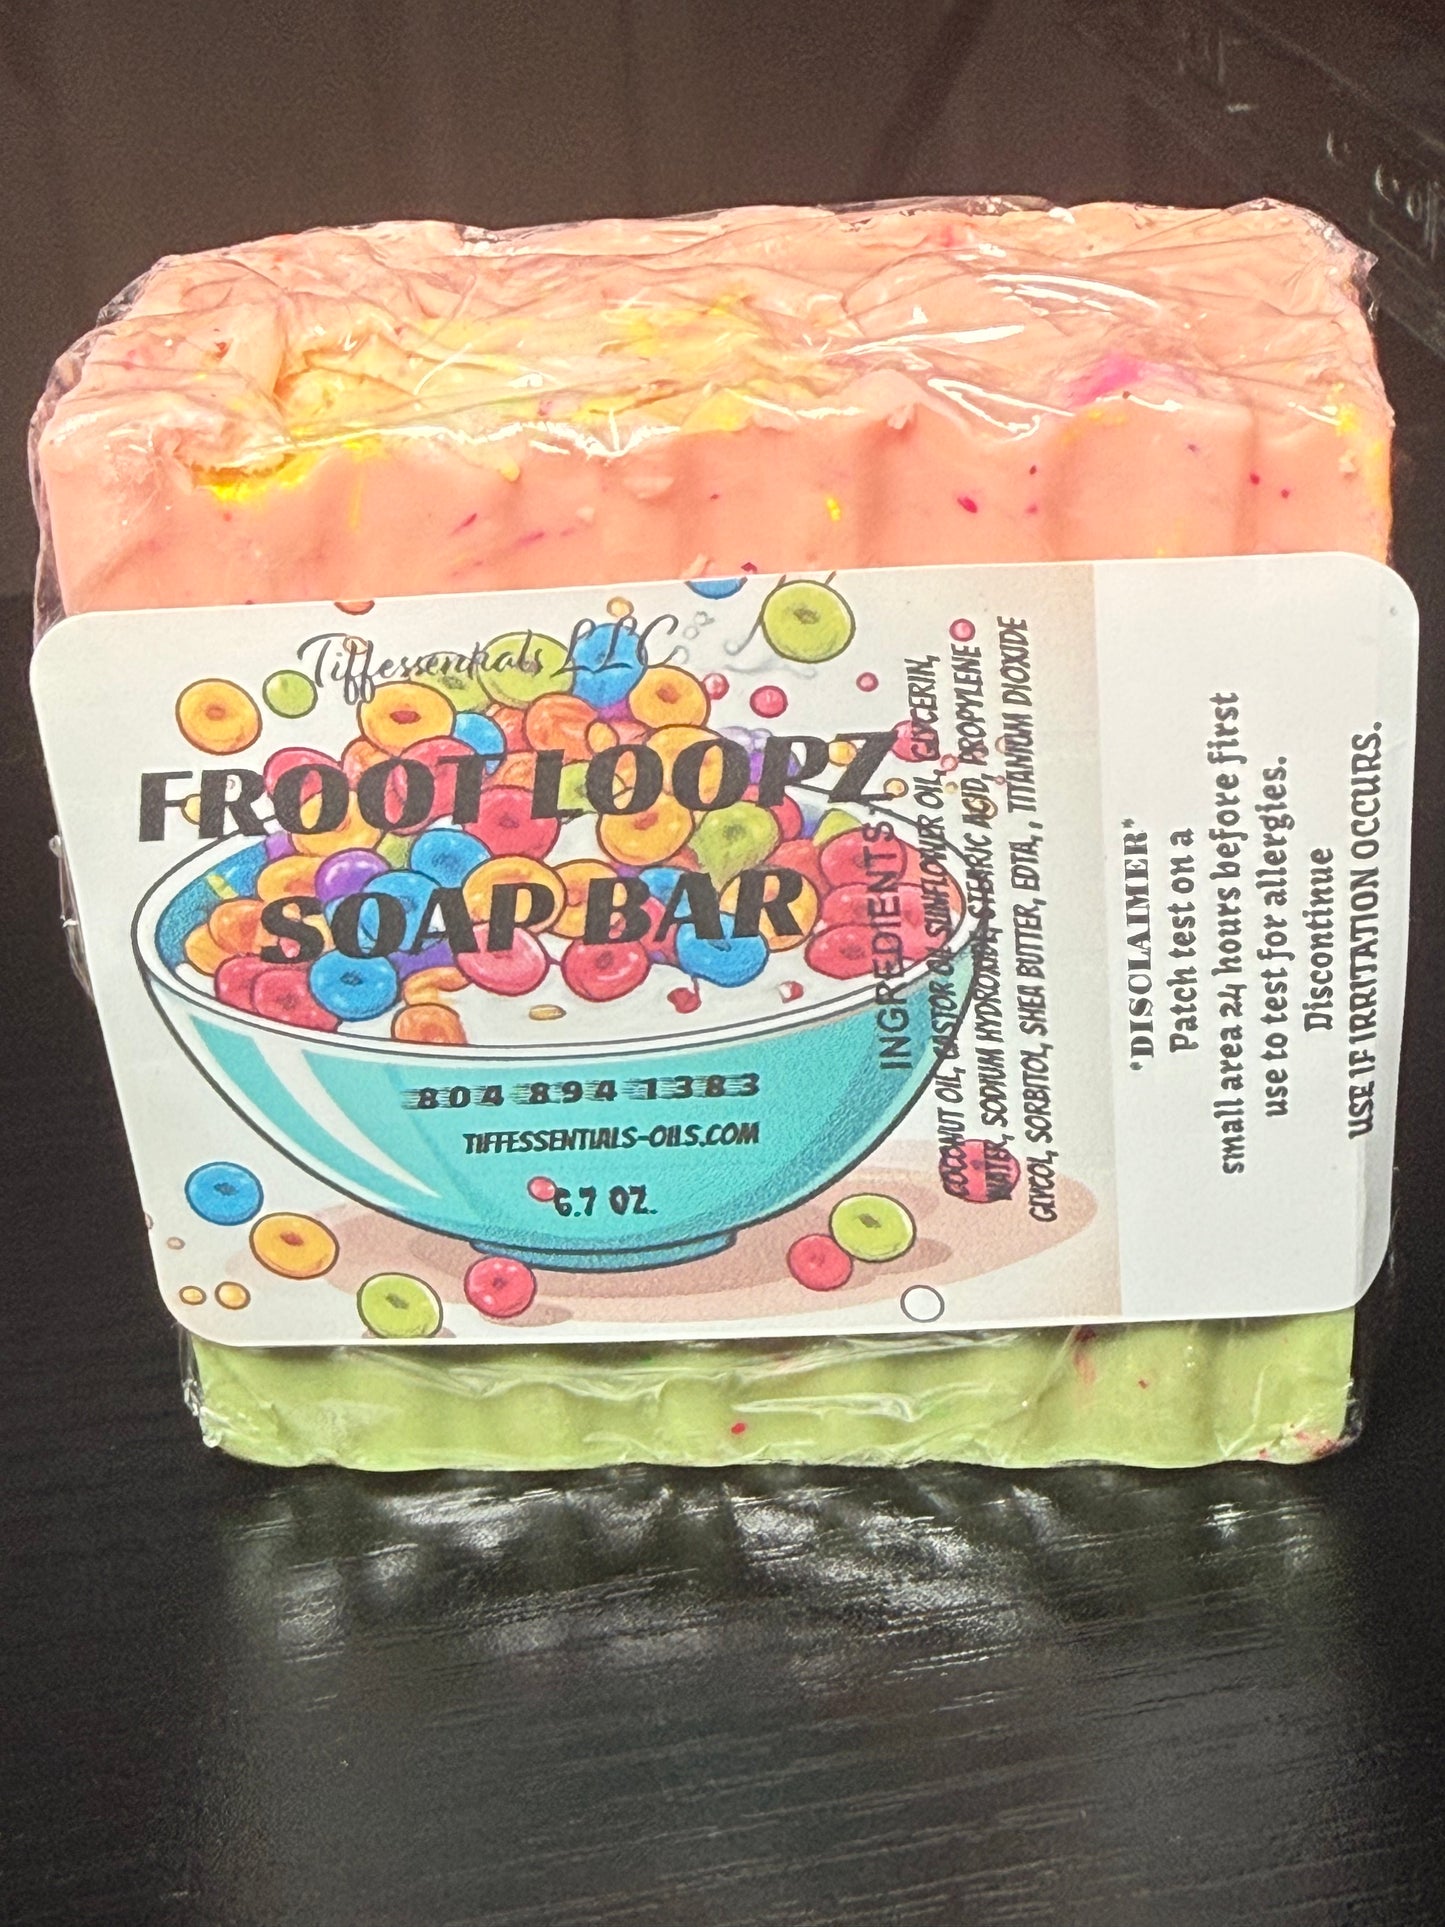 Tiffessentials LLC
FROOT LOOPZ
SOAP BAR
804 894 1383
TIFFESSENTIALS-OILS.COM
6.7 OZ.
INGREDIENTS:
COCONUT OIL, CASTOR OIL, SUNFLOWER OIL, GLYCERIN,
WATER, SODIUM HYDROXIDE, STEARIC ACID, PROPYLENE
GLYCOL, SORBITOL, SHEA BUTTER, EDTA, , TITANIUM DIOXIDE
*DISCLAIMER*
Patch test on a
small area 24 hours before first
use to test for allergies.
Discontinue
USE IF IRRITATION OCCURS.